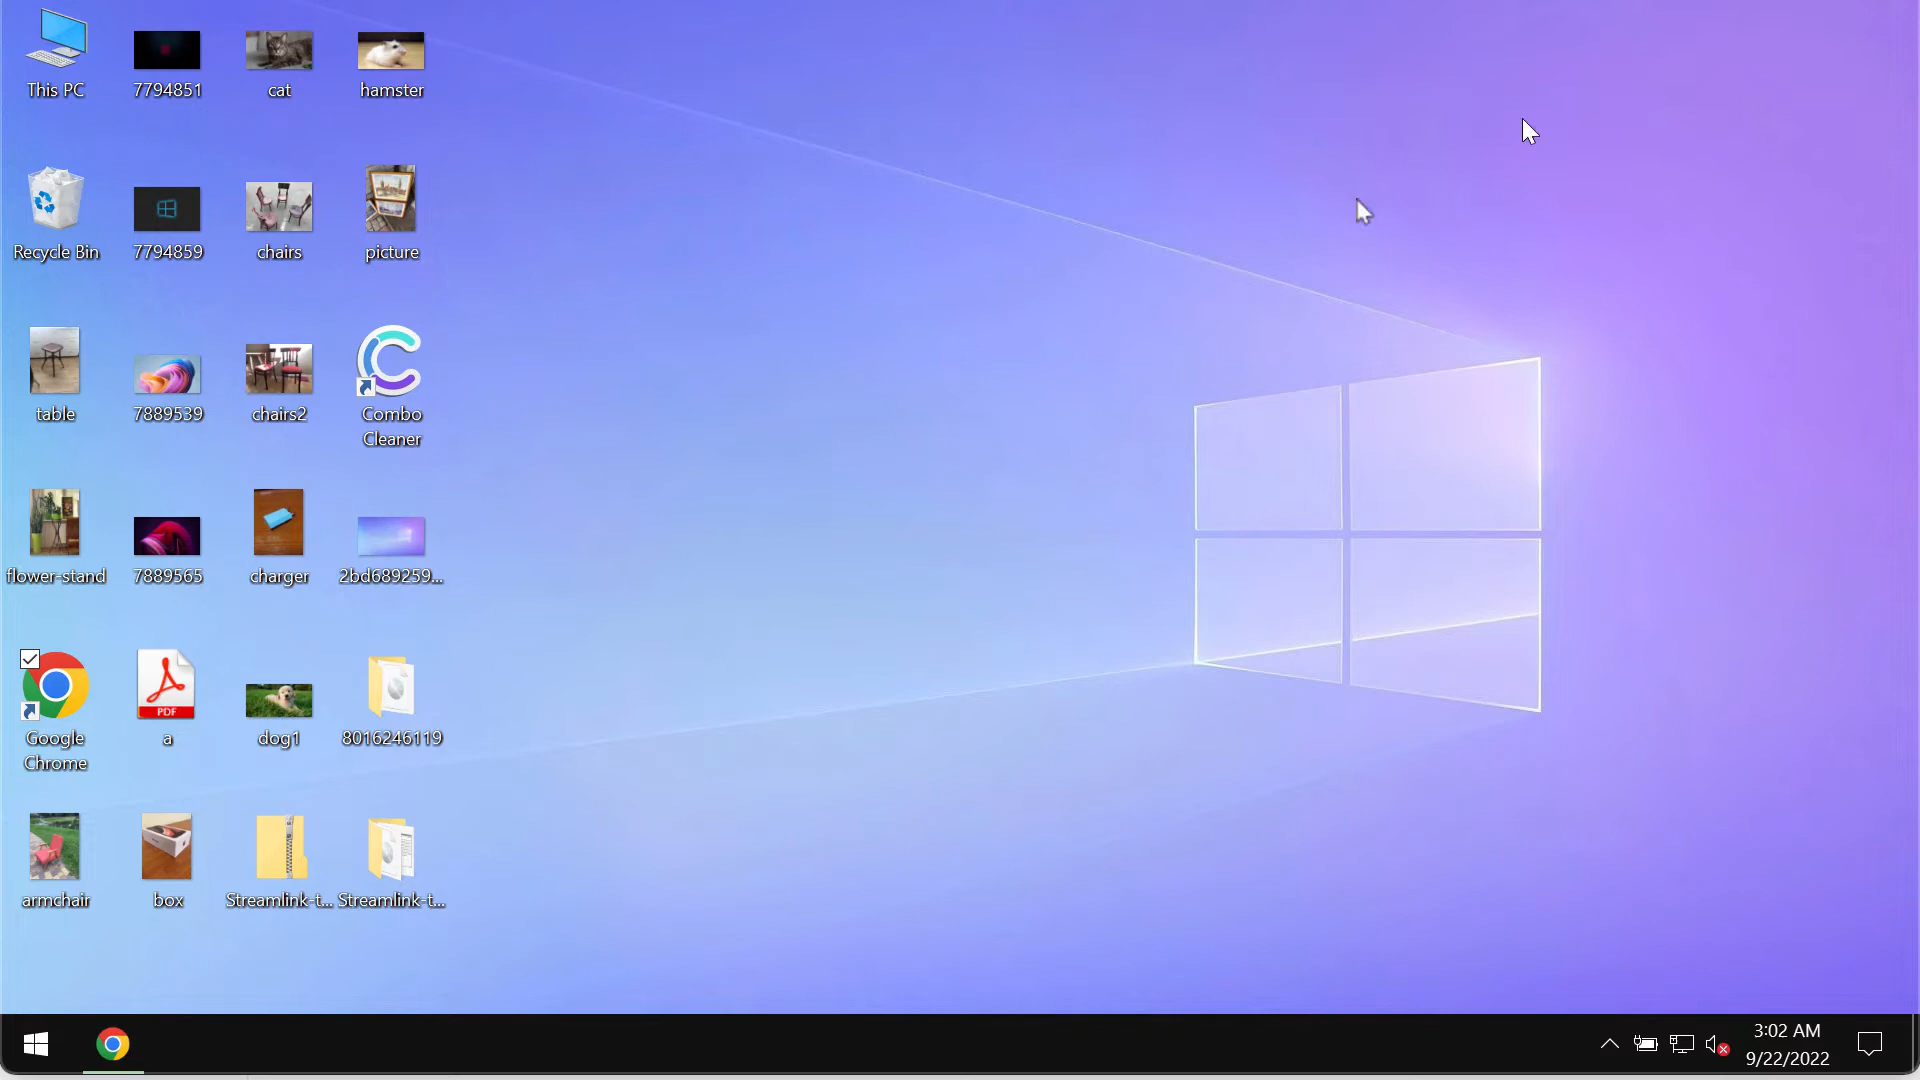 This PC
7794851
cat
hamster
Recycle Bin
7794859
chairs
picture
table
7889539
chairs2
Combo
Cleaner
flower-stand
7889565
charger
2bd689259...
Google
Chrome
PDF
a
dog1
8016246119
armchair
box
Streamlink-t...
Streamlink-t...
3:02 AM
9/22/2022